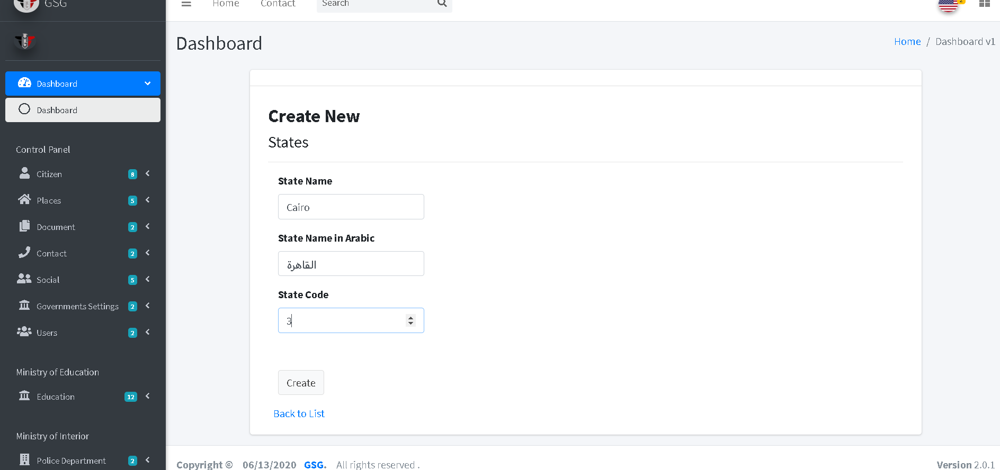 GSG
Home Contact Search
2
Dashboard
Home / Dashboard v1
Dashboard
Dashboard
Control Panel
Citizen 8
Places 5
Document 2
Contact 2
Social 5
Governments Settings 2
Users 2
Ministry of Education
Education 12
Ministry of Interior
Police Department 2
Create New
States
State Name
Cairo
State Name in Arabic
القاهرة
State Code
3
Create
Back to List
Copyright © 06/13/2020 GSG. All rights reserved .
Version 2.0.1